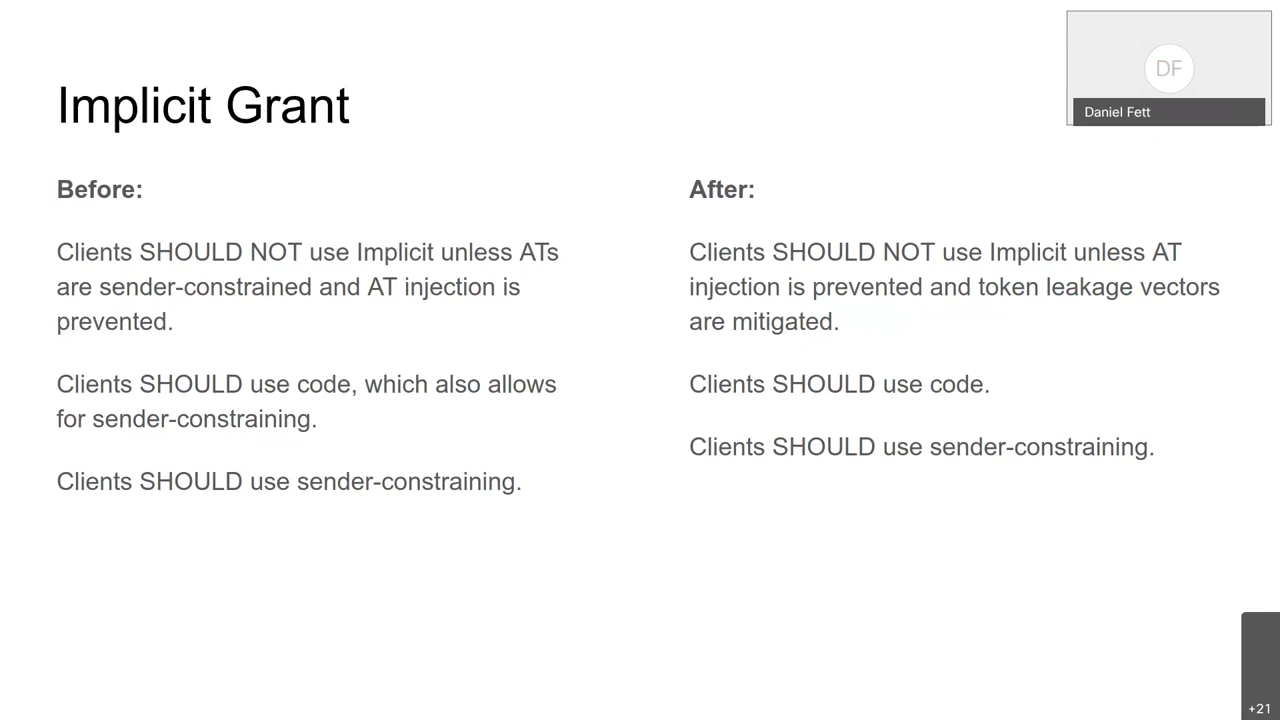 Implicit Grant
DF
Daniel Fett
Before:
Clients SHOULD NOT use Implicit unless ATs
are sender-constrained and AT injection is
prevented.
Clients SHOULD use code, which also allows
for sender-constraining.
Clients SHOULD use sender-constraining.
After:
Clients SHOULD NOT use Implicit unless AT
injection is prevented and token leakage vectors
are mitigated.
Clients SHOULD use code.
Clients SHOULD use sender-constraining.
+21